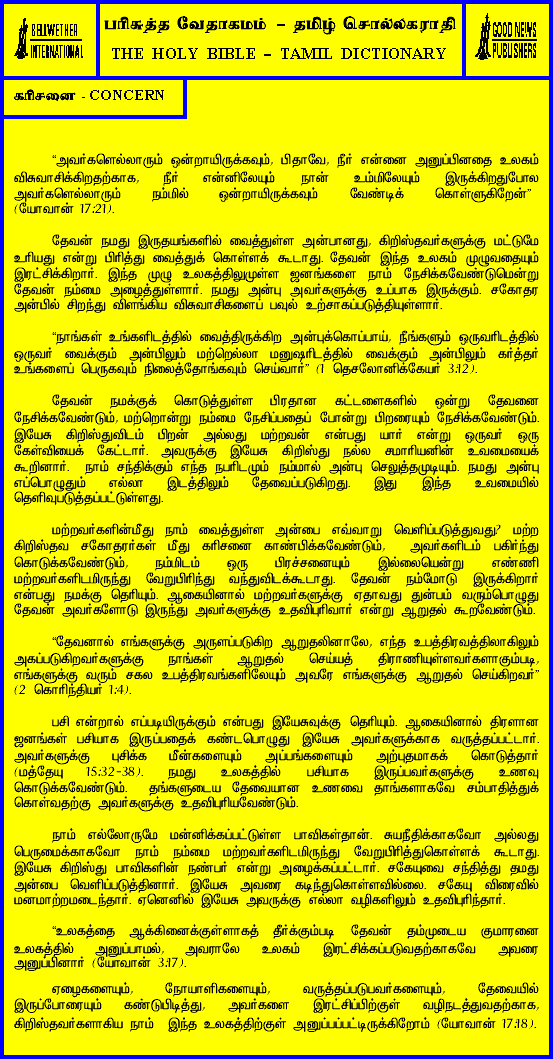 BELLWETHER
INTERNATIONAL
பரிசுத்த வேதாகமம் – தமிழ் சொல்லகராதி
THE HOLY BIBLE – TAMIL DICTIONARY
GOOD NEWS
PUBLISHERS
கரிசனை - CONCERN
“அவர்களெல்லாரும் ஒன்றாயிருக்கவும், பிதாவே, நீர் என்னை அனுப்பினதை உலகம்
விசுவாசிக்கிறதற்காக, நீர் என்னிலேயும் நான் உம்மிலேயும் இருக்கிறதுபோல
அவர்களெல்லாரும் நம்மில் ஒன்றாயிருக்கவும் வேண்டிக் கொள்ளுகிறேன்”
(யோவான் 17:21).
தேவன் நமது இருதயங்களில் வைத்துள்ள அன்பானது, கிறிஸ்தவர்களுக்கு மட்டுமே
உரியது என்று பிரித்து வைத்துக் கொள்ளக் கூடாது. தேவன் இந்த உலகம் முழுவதையும்
இரட்சிக்கிறார். இந்த முழு உலகத்திலுமுள்ள ஜனங்களை நாம் நேசிக்கவேண்டுமென்று
தேவன் நம்மை அழைத்துள்ளார். நமது அன்பு அவர்களுக்கு உப்பாக இருக்கும். சகோதர
அன்பில் சிறந்து விளங்கிய விசுவாசிகளைப் பவுல் உற்சாகப்படுத்தியுள்ளார்.
“நாங்கள் உங்களிடத்தில் வைத்திருக்கிற அன்புக்கொப்பாய், நீங்களும் ஒருவரிடத்தில்
ஒருவர் வைக்கும் அன்பிலும் மற்றெல்லா மனுஷரிடத்தில் வைக்கும் அன்பிலும் கர்த்தர்
உங்களைப் பெருகவும் நிலைத்தோங்கவும் செய்வார்” (1 தெசலோனிக்கேயர் 3:12).
தேவன் நமக்குக் கொடுத்துள்ள பிரதான கட்டளைகளில் ஒன்று தேவனை
நேசிக்கவேண்டும், மற்றொன்று நம்மை நேசிப்பதைப் போன்று பிறரையும் நேசிக்கவேண்டும்.
இயேசு கிறிஸ்துவிடம் பிறன் அல்லது மற்றவன் என்பது யார் என்று ஒருவர் ஒரு
கேள்வியைக் கேட்டார். அவருக்கு இயேசு கிறிஸ்து நல்ல சமாரியனின் உவமையைக்
கூறினார். நாம் சந்திக்கும் எந்த நபரிடமும் நம்மால் அன்பு செலுத்தமுடியும். நமது அன்பு
எப்பொழுதும் எல்லா இடத்திலும் தேவைப்படுகிறது. இது இந்த உவமையில்
தெளிவுபடுத்தப்பட்டுள்ளது.
மற்றவர்களின்மீது நாம் வைத்துள்ள அன்பை எவ்வாறு வெளிப்படுத்துவது? மற்ற
கிறிஸ்தவ சகோதரர்கள் மீது கரிசனை காண்பிக்கவேண்டும், அவர்களிடம் பகிர்ந்து
கொடுக்கவேண்டும், நம்மிடம் ஒரு பிரச்சனையும் இல்லையென்று எண்ணி
மற்றவர்களிடமிருந்து வேறுபிரிந்து வந்துவிடக்கூடாது. தேவன் நம்மோடு இருக்கிறார்
என்பது நமக்கு தெரியும். ஆகையினால் மற்றவர்களுக்கு ஏதாவது துன்பம் வரும்பொழுது
தேவன் அவர்களோடு இருந்து அவர்களுக்கு உதவிபுரிவார் என்று ஆறுதல் கூறவேண்டும்.
“தேவனால் எங்களுக்கு அருளப்படுகிற ஆறுதலினாலே, எந்த உபத்திரவத்திலாகிலும்
அகப்படுகிறவர்களுக்கு நாங்கள் ஆறுதல் செய்யத் திராணியுள்ளவர்களாகும்படி,
எங்களுக்கு வரும் சகல உபத்திரவங்களிலேயும் அவரே எங்களுக்கு ஆறுதல் செய்கிறவர்”
(2 கொரிந்தியர் 1:4).
பசி என்றால் எப்படியிருக்கும் என்பது இயேசுவுக்கு தெரியும். ஆகையினால் திரளான
ஜனங்கள் பசியாக இருப்பதைக் கண்டபொழுது இயேசு அவர்களுக்காக வருத்தப்பட்டார்.
அவர்களுக்கு புசிக்க மீன்களையும் அப்பங்களையும் அற்புதமாகக் கொடுத்தார்
(மத்தேயு 15:32-38). நமது உலகத்தில் பசியாக இருப்பவர்களுக்கு உணவு
கொடுக்கவேண்டும். தங்களுடைய தேவையான உணவை தாங்களாகவே சம்பாதித்துக்
கொள்வதற்கு அவர்களுக்கு உதவிபுரியவேண்டும்.
நாம் எல்லோருமே மன்னிக்கப்பட்டுள்ள பாவிகள்தான். சுயநீதிக்காகவோ அல்லது
பெருமைக்காகவோ நாம் நம்மை மற்றவர்களிடமிருந்து வேறுபிரித்துகொள்ளக் கூடாது.
இயேசு கிறிஸ்து பாவிகளின் நண்பர் என்று அழைக்கப்பட்டார். சகேயுவை சந்தித்து தமது
அன்பை வெளிப்படுத்தினார். இயேசு அவரை கடிந்துகொள்ளவில்லை. சகேயு விரைவில்
மனமாற்றமடைந்தார். ஏனெனில் இயேசு அவருக்கு எல்லா வழிகளிலும் உதவிபுரிந்தார்.
“உலகத்தை ஆக்கினைக்குள்ளாகத் தீர்க்கும்படி தேவன் தம்முடைய குமாரனை
உலகத்தில் அனுப்பாமல், அவராலே உலகம் இரட்சிக்கப்படுவதற்காகவே அவரை
அனுப்பினார் (யோவான் 3:17).
ஏழைகளையும், நோயாளிகளையும், வருத்தப்படுபவர்களையும், தேவையில்
இருப்போரையும் கண்டுபிடித்து, அவர்களை இரட்சிப்பிற்குள் வழிநடத்துவதற்காக,
கிறிஸ்தவர்களாகிய நாம் இந்த உலகத்திற்குள் அனுப்பப்பட்டிருக்கிறோம் (யோவான் 17:18).